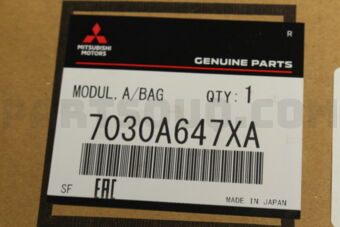 MITSUBISHI
MOTORS
R
GENUINE PARTS
MODUL, A/BAG QTY: 1
7030A647XA
SF EAC
MADE IN JAPAN